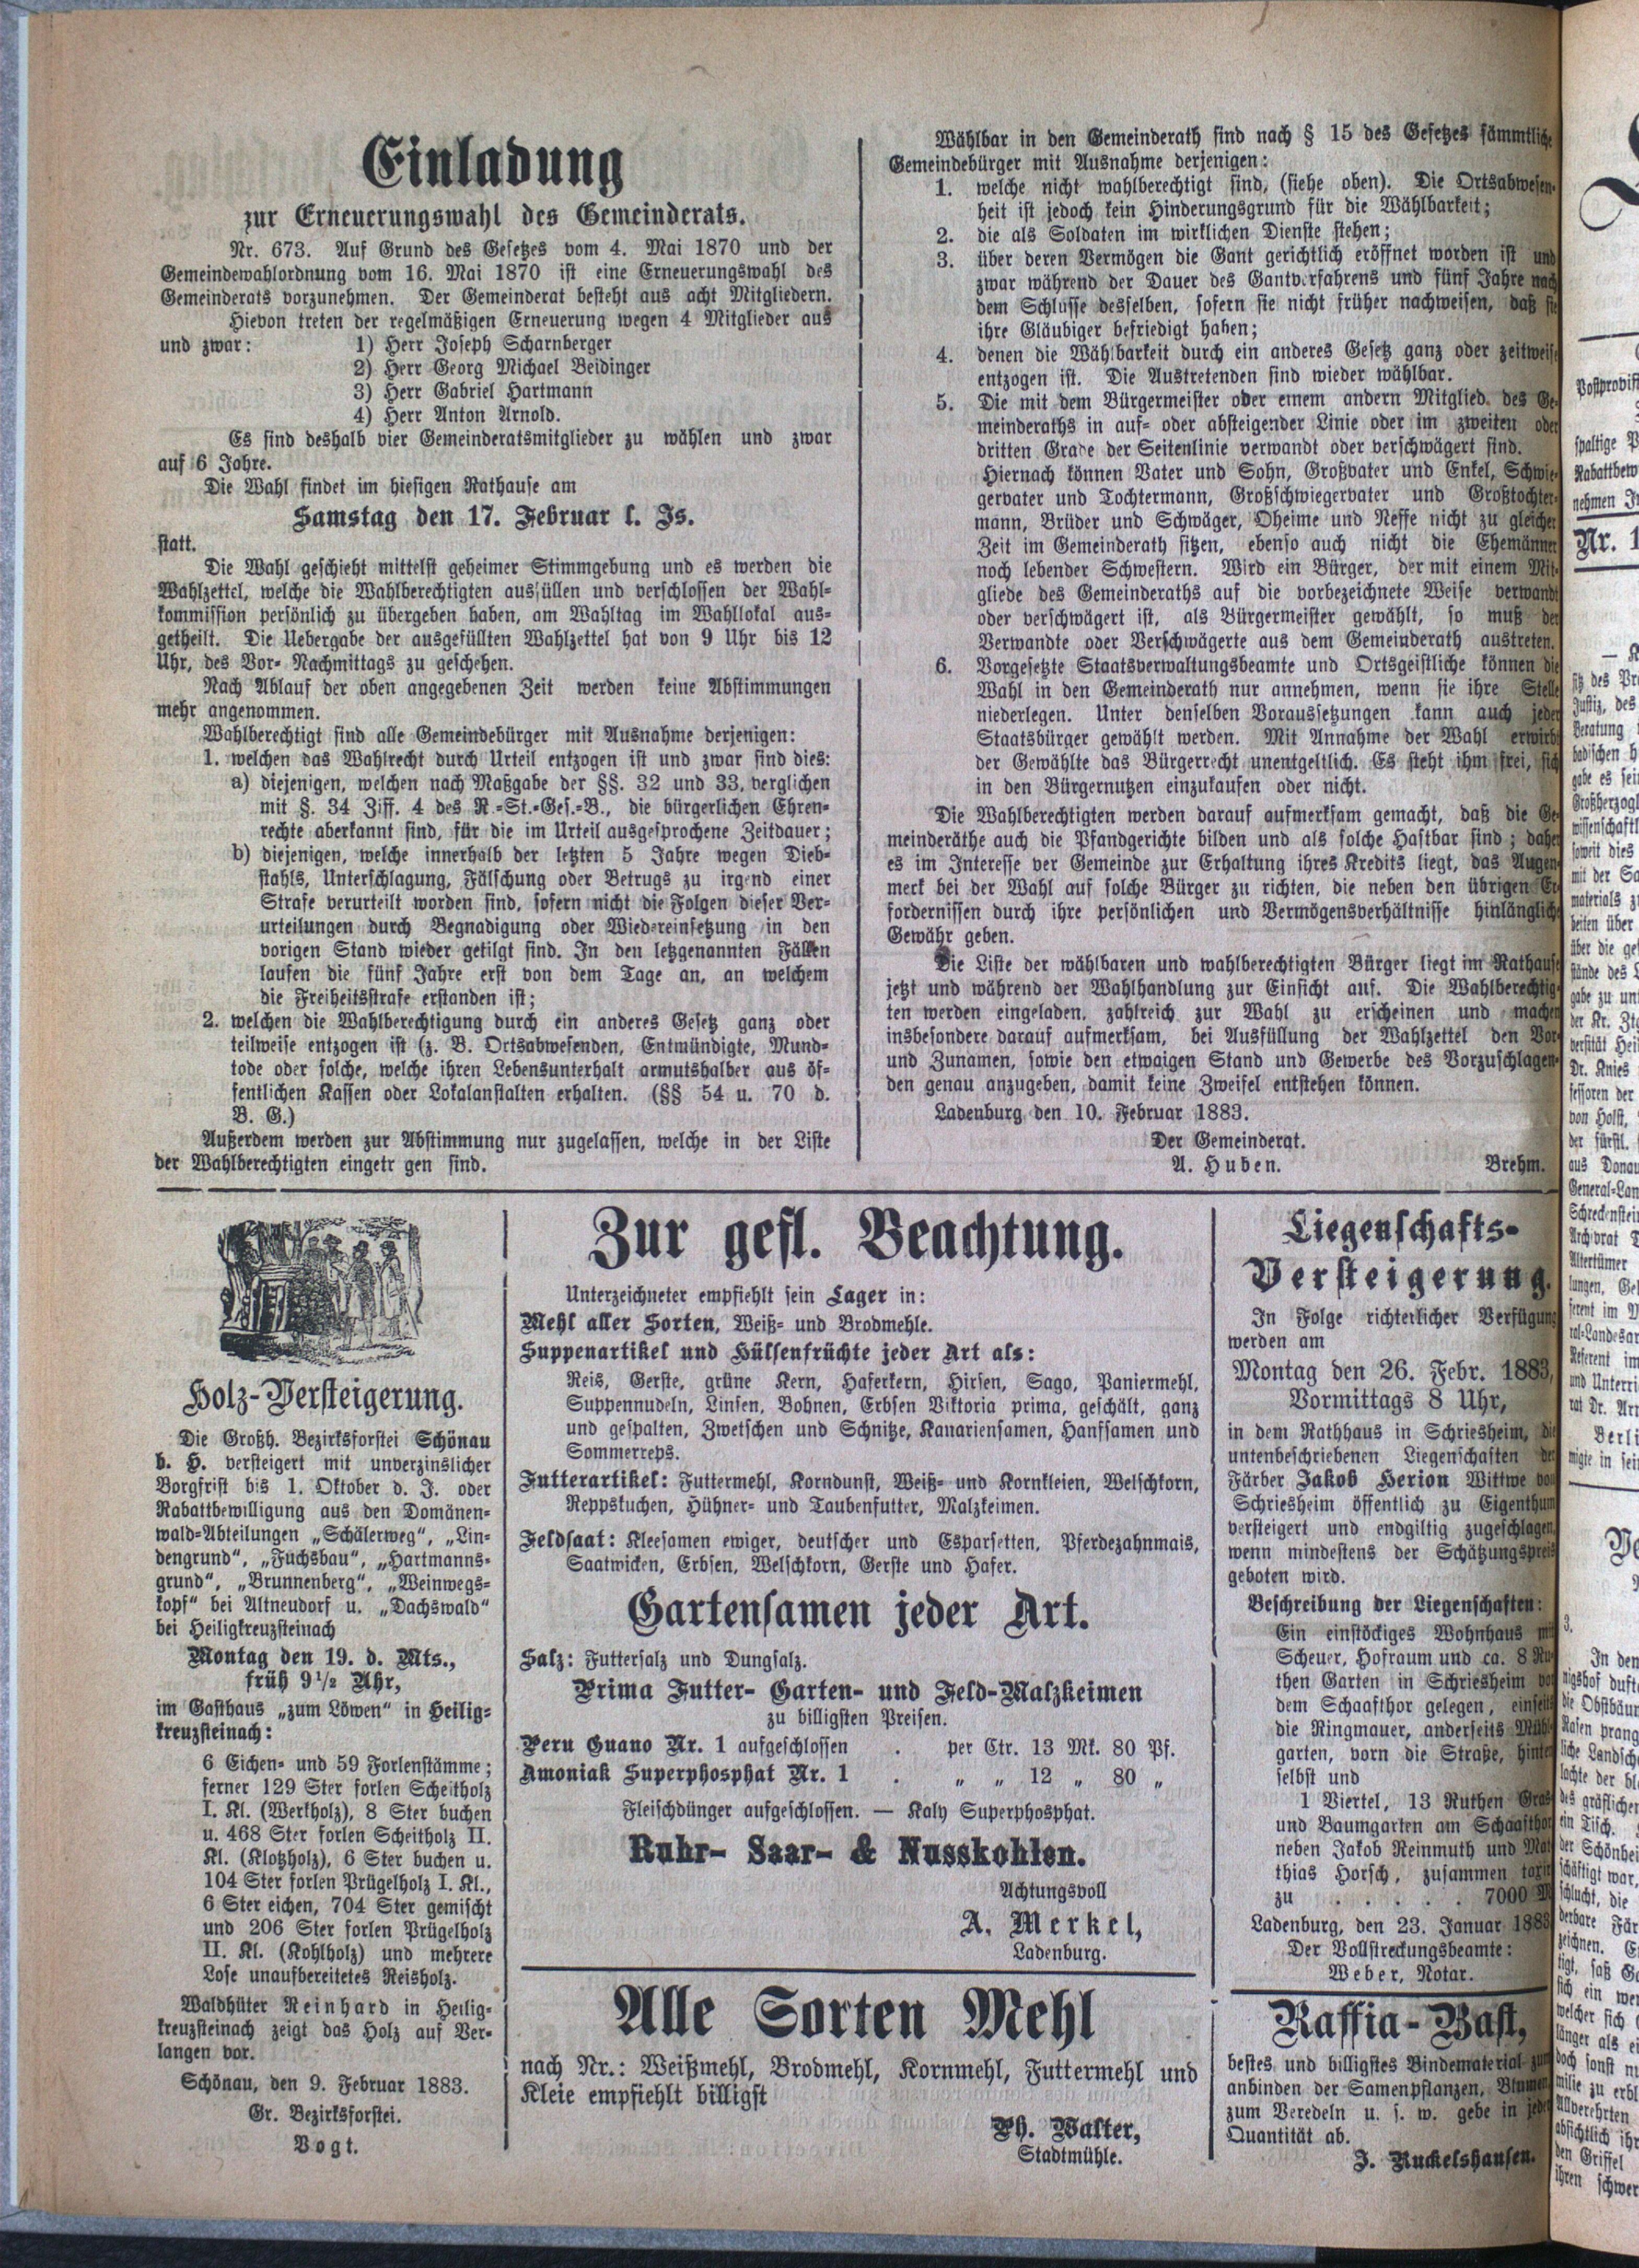 Einladung
zur Erneuerungswahl des Gemeinderats.
Nr. 673. Auf Grund des Gesetzes vom 4. Mai 1870 und der
Gemeindewahlordnung vom 16. Mai 1870 ist eine Erneuerungswahl des
Gemeinderats vorzunehmen. Der Gemeinderat besteht aus acht Mitgliedern.
Hievon treten der regelmäßigen Erneuerung wegen 4 Mitglieder aus
und zwar: 1) Herr Joseph Scharnberger
2) Herr Georg Michael Beidinger
3) Herr Gabriel Hartmann
4) Herr Anton Arnold.
Es sind deshalb vier Gemeinderatsmitglieder zu wählen und zwar
auf 6 Jahre.
Die Wahl findet im hiesigen Rathause am
Samstag den 17. Februar l. Js.
statt.
Die Wahl geschieht mittelst geheimer Stimmgebung und es werden die
Wahlzettel, welche die Wahlberechtigten ausfüllen und verschlossen der Wahl-
kommission persönlich zu übergeben haben, am Wahltag im Wahllokal aus-
getheilt. Die Uebergabe der ausgefüllten Wahlzettel hat von 9 Uhr bis 12
Uhr, des Vor- Nachmittags zu geschehen.
Nach Ablauf der oben angegebenen Zeit werden keine Abstimmungen
mehr angenommen.
Wahlberechtigt sind alle Gemeindebürger mit Ausnahme derjenigen:
1. welchen das Wahlrecht durch Urteil entzogen ist und zwar sind dies:
a) diejenigen, welchen nach Maßgabe der §§. 32 und 33, verglichen
mit §. 34 Ziff. 4 des R.-St.-Ges.-B., die bürgerlichen Ehren-
rechte aberkannt sind, für die im Urteil ausgesprochene Zeitdauer;
b) diejenigen, welche innerhalb der letzten 5 Jahre wegen Dieb-
stahls, Unterschlagung, Fälschung oder Betrugs zu irgend einer
Strafe verurteilt worden sind, sofern nicht die Folgen dieser Ver-
urteilungen durch Begnadigung oder Wiedereinsetzung in den
vorigen Stand wieder getilgt sind. In den letzgenannten Fällen
laufen die fünf Jahre erst von dem Tage an, an welchem
die Freiheitsstrafe erstanden ist;
2. welchen die Wahlberechtigung durch ein anderes Gesetz ganz oder
teilweise entzogen ist (z. B. Ortsabwesenden, Entmündigte, Mund-
tode oder solche, welche ihren Lebensunterhalt armutshalber aus öf-
fentlichen Kassen oder Lokalanstalten erhalten. (§§ 54 u. 70 d.
B. G.)
Außerdem werden zur Abstimmung nur zugelassen, welche in der Liste
der Wahlberechtigten eingetr gen sind.
Wählbar in den Gemeinderath sind nach § 15 des Gesetzes sämmtliche
Gemeindebürger mit Ausnahme derjenigen:
1. welche nicht wahlberechtigt sind, (siehe oben). Die Ortsabwesen-
heit ist jedoch kein Hinderungsgrund für die Wählbarkeit;
2. die als Soldaten im wirklichen Dienste stehen;
3. über deren Vermögen die Gant gerichtlich eröffnet worden ist und
zwar während der Dauer des Gantverfahrens und fünf Jahre nach
dem Schlusse desselben, sofern sie nicht früher nachweisen, daß sie
ihre Gläubiger befriedigt haben;
4. denen die Wählbarkeit durch ein anderes Gesetz ganz oder zeitweise
entzogen ist. Die Austretenden sind wieder wählbar.
5. Die mit dem Bürgermeister oder einem andern Mitglied des Ge-
meinderaths in auf- oder absteigender Linie oder im zweiten oder
dritten Grade der Seitenlinie verwandt oder verschwägert sind.
Hiernach können Vater und Sohn, Großvater und Enkel, Schwie-
gervater und Tochtermann, Großschwiegervater und Großtochter-
mann, Brüder und Schwäger, Oheime und Neffe nicht zu gleicher
Zeit im Gemeinderath sitzen, ebenso auch nicht die Ehemänner
noch lebender Schwestern. Wird ein Bürger, der mit einem Mit-
gliede des Gemeinderaths auf die vorbezeichnete Weise verwandt
oder verschwägert ist, als Bürgermeister gewählt, so muß der
Verwandte oder Verschwägerte aus dem Gemeinderath austreten.
6. Vorgesetzte Staatsverwaltungsbeamte und Ortsgeistliche können die
Wahl in den Gemeinderath nur annehmen, wenn sie ihre Stelle
niederlegen. Unter denselben Voraussetzungen kann auch jeder
Staatsbürger gewählt werden. Mit Annahme der Wahl erwirbt
der Gewählte das Bürgerrecht unentgeltlich. Es steht ihm frei, sich
in den Bürgernutzen einzukaufen oder nicht.
Die Wahlberechtigten werden darauf aufmerksam gemacht, daß die Ge-
meinderäthe auch die Pfandgerichte bilden und als solche Haftbar sind; daher
es im Interesse ver Gemeinde zur Erhaltung ihres Kredits liegt, das Augen-
merk bei der Wahl auf solche Bürger zu richten, die neben den übrigen Er-
fordernissen durch ihre persönlichen und Vermögensverhältnisse hinlängliche
Gewähr geben.
Die Liste der wählbaren und wahlberechtigten Bürger liegt im Rathause
jetzt und während der Wahlhandlung zur Einsicht auf. Die Wahlberechtig-
ten werden eingeladen, zahlreich zur Wahl zu erscheinen und machen
insbesondere darauf aufmerksam, bei Ausfüllung der Wahlzettel den Vor-
und Zunamen, sowie den etwaigen Stand und Gewerbe des Vorzuschlagen-
den genau anzugeben, damit keine Zweifel entstehen können.
Ladenburg den 10. Februar 1883.
Der Gemeinderat.
A. Huben. Brehm.
Holz-Versteigerung.
Die Großh. Bezirksforstei Schönau
b. H. versteigert mit unverzinslicher
Borgfrist bis 1. Oktober d. J. oder
Rabattbewilligung aus den Domänen-
wald-Abteilungen „Schälerweg“, „Lin-
dengrund“, „Fuchsbau“, „Hartmanns-
grund“, „Brunnenberg“, „Weinwegs-
kopf“ bei Altneudorf u. „Dachswald“
bei Heiligkreuzsteinach
Montag den 19. d. Mts.,
früh 9½ Uhr,
im Gasthaus „zum Löwen“ in Heilig-
kreuzsteinach:
6 Eichen- und 59 Forlenstämme;
ferner 129 Ster forlen Scheitholz
I. Kl. (Werkholz), 8 Ster buchen
u. 468 Ster forlen Scheitholz II.
Kl. (Klotzholz), 6 Ster buchen u.
104 Ster forlen Prügelholz I. Kl.,
6 Ster eichen, 704 Ster gemischt
und 206 Ster forlen Prügelholz
II. Kl. (Kohlholz) und mehrere
Lose unaufbereitetes Reisholz.
Waldhüter Reinhard in Heilig-
kreuzsteinach zeigt das Holz auf Ver-
langen vor.
Schönau, den 9. Februar 1883.
Gr. Bezirksforstei.
Vogt.
Zur gefl. Beachtung.
Unterzeichneter empfiehlt sein Lager in:
Mehl aller Sorten, Weiß- und Brodmehle.
Suppenartikel und Hülsenfrüchte jeder Art als:
Reis, Gerste, grüne Kern, Haferkern, Hirsen, Sago, Paniermehl,
Suppennudeln, Linsen, Bohnen, Erbsen Viktoria prima, geschält, ganz
und gespalten, Zwetschen und Schnitze, Kanariensamen, Hanfsamen und
Sommerreps.
Futterartikel: Futtermehl, Korndunst, Weiß- und Kornkleien, Welschkorn,
Reppskuchen, Hühner- und Taubenfutter, Malzkeimen.
Feldsaat: Kleesamen ewiger, deutscher und Esparsetten, Pferdezahnmais,
Saatwicken, Erbsen, Welschkorn, Gerste und Hafer.
Gartensamen jeder Art.
Salz: Futtersalz und Dungsalz.
Prima Futter- Garten- und Feld-Malzkeimen
zu billigsten Preisen.
Peru Guano Nr. 1 aufgeschlossen . per Ctr. 13 Mk. 80 Pf.
Amoniak Superphosphat Nr. 1 . „ „ 12 „ 80 „
Fleischdünger aufgeschlossen. — Kaly Superphosphat.
Ruhr- Saar- & Nusskohlen.
Achtungsvoll
A. Merkel,
Ladenburg.
Alle Sorten Mehl
nach Nr.: Weißmehl, Brodmehl, Kornmehl, Futtermehl und
Kleie empfiehlt billigst
Ph. Walter,
Stadtmühle.
Liegenschafts-
Versteigerung.
In Folge richterlicher Verfügung
werden am
Montag den 26. Febr. 1883,
Vormittags 8 Uhr,
in dem Rathhaus in Schriesheim, die
untenbeschriebenen Liegenschaften der
Färber Jakob Herion Wittwe von
Schriesheim öffentlich zu Eigenthum
versteigert und endgiltig zugeschlagen,
wenn mindestens der Schätzungspreis
geboten wird.
Beschreibung der Liegenschaften:
Ein einstöckiges Wohnhaus mit
Scheuer, Hofraum und ca. 8 Ru-
then Garten in Schriesheim vor
dem Schaafthor gelegen, einseits
die Ringmauer, anderseits Mühl-
garten, vorn die Straße, hinten
selbst und
1 Viertel, 13 Ruthen Gras-
und Baumgarten am Schaafthor
neben Jakob Reinmuth und Mat-
thias Horsch, zusammen taxirt
zu . . . . . . 7000 M
Ladenburg, den 23. Januar 1883
Der Vollstreckungsbeamte:
Weber, Notar.
Raffia-Bast,
bestes und billigstes Bindematerial zum
anbinden der Samenpflanzen, Blumen,
zum Veredeln u. s. w. gebe in jeder
Quantität ab.
J. Ruckelshausen.